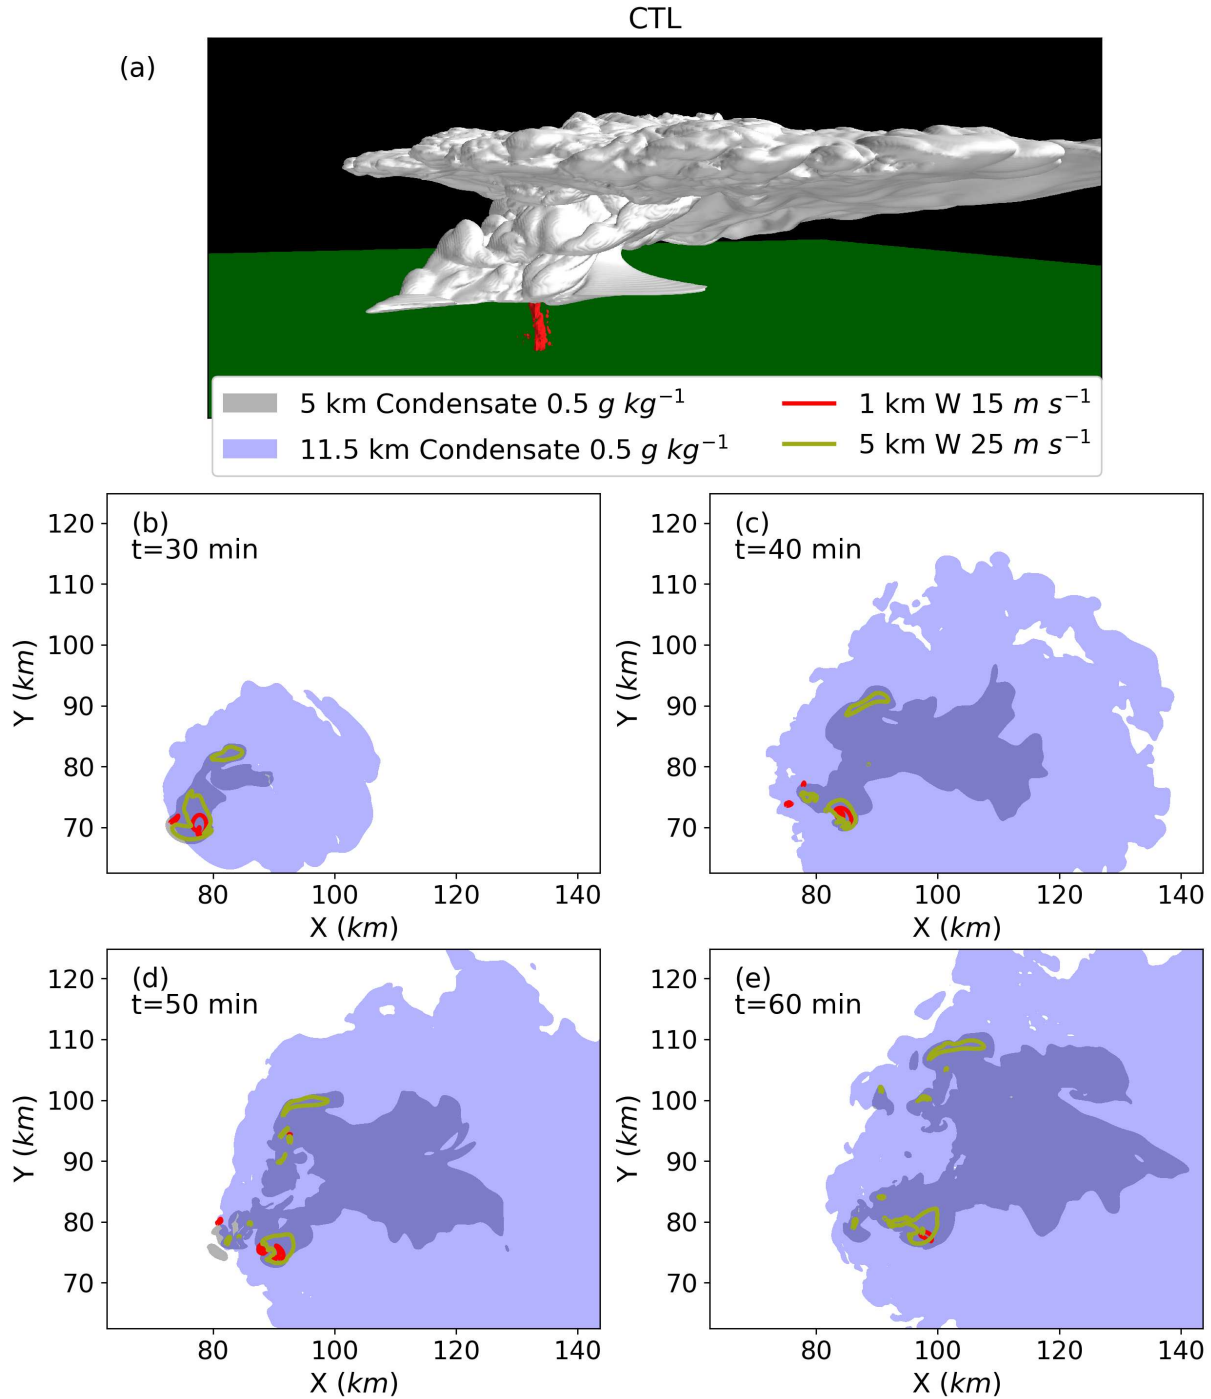 CTL
(a)
5 km Condensate 0.5 g kg⁻¹
11.5 km Condensate 0.5 g kg⁻¹
1 km W 15 m s⁻¹
5 km W 25 m s⁻¹
(b)
t=30 min
120
110
100
90
80
70
Y (km)
80 100 120 140
X (km)
(c)
t=40 min
120
110
100
90
80
70
Y (km)
80 100 120 140
X (km)
(d)
t=50 min
120
110
100
90
80
70
Y (km)
80 100 120 140
X (km)
(e)
t=60 min
120
110
100
90
80
70
Y (km)
80 100 120 140
X (km)